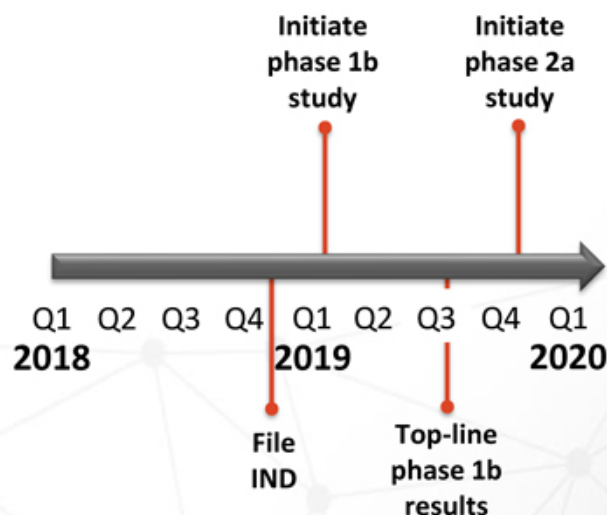 Initiate
phase 1b
study
Initiate
phase 2a
study
Q1 Q2 Q3 Q4 Q1 Q2 Q3 Q4 Q1
2018 2019 2020
File
IND
Top-line
phase 1b
results